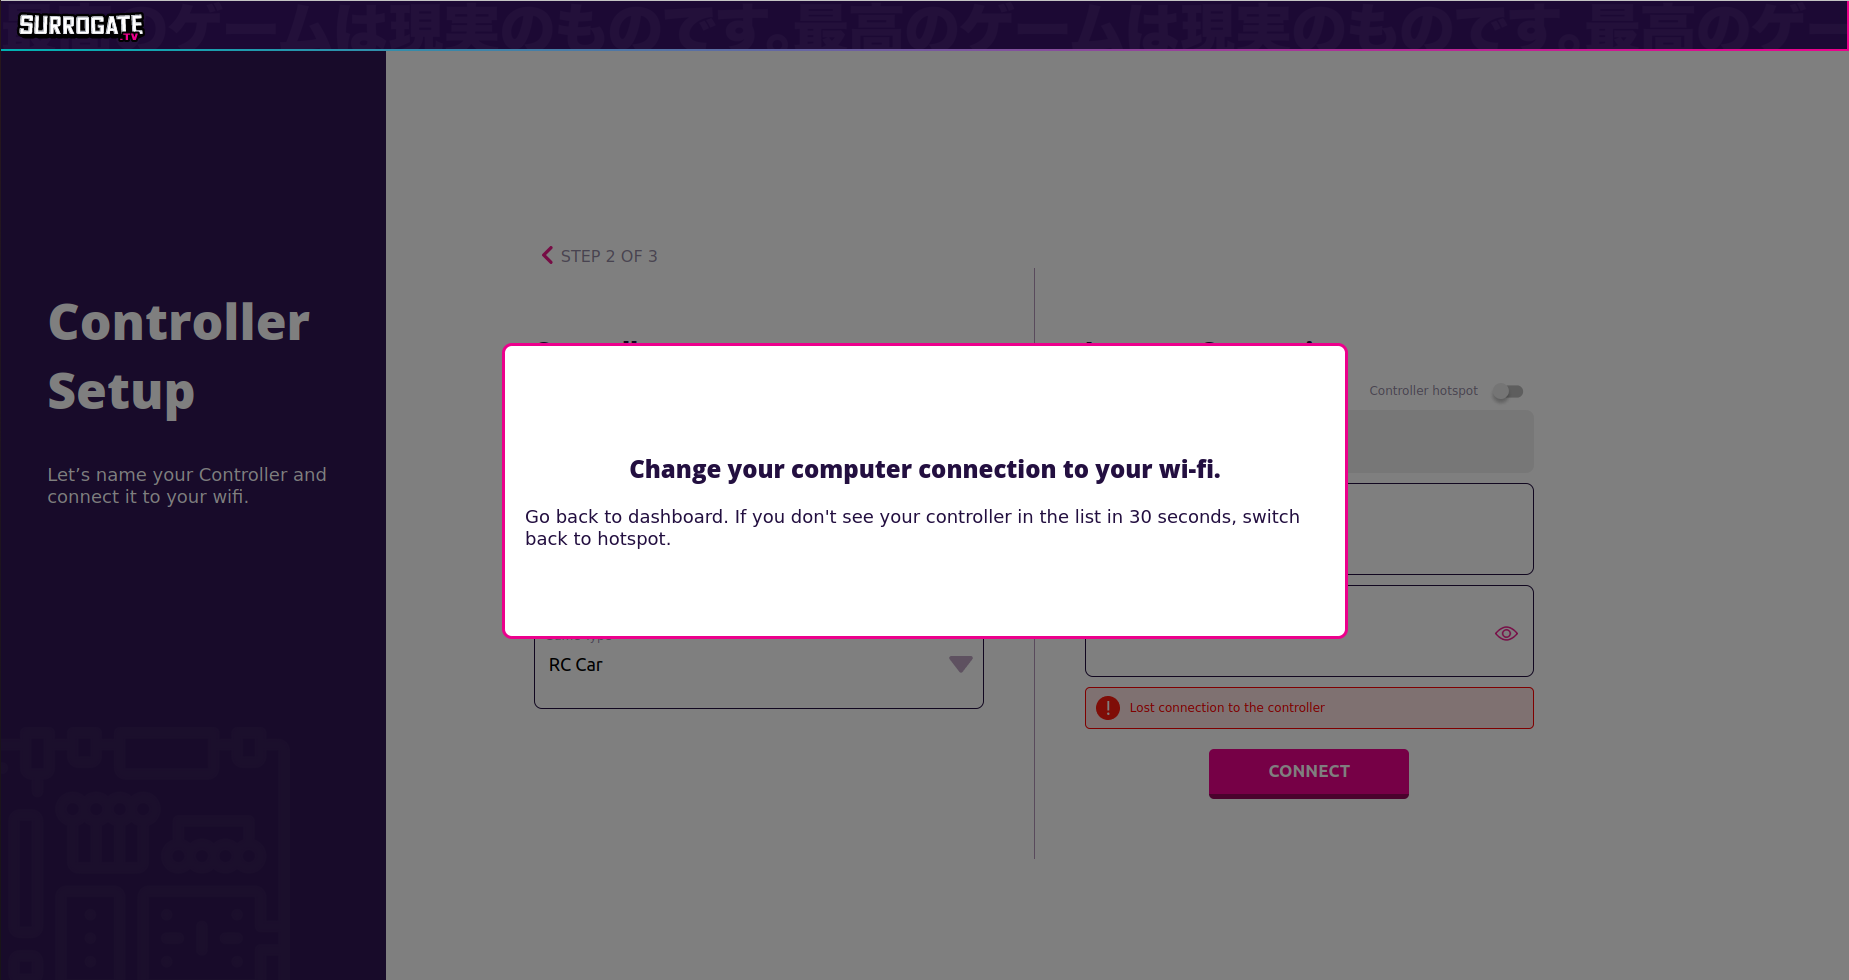 SURROGATE
.TV
ゲームは現実のものです。最高のゲームは現実のものです。最高のゲー
Controller
Setup
Let’s name your Controller and
connect it to your wifi.
STEP 2 OF 3
Controller hotspot
Change your computer connection to your wi-fi.
Go back to dashboard. If you don't see your controller in the list in 30 seconds, switch
back to hotspot.
RC Car
Lost connection to the controller
CONNECT